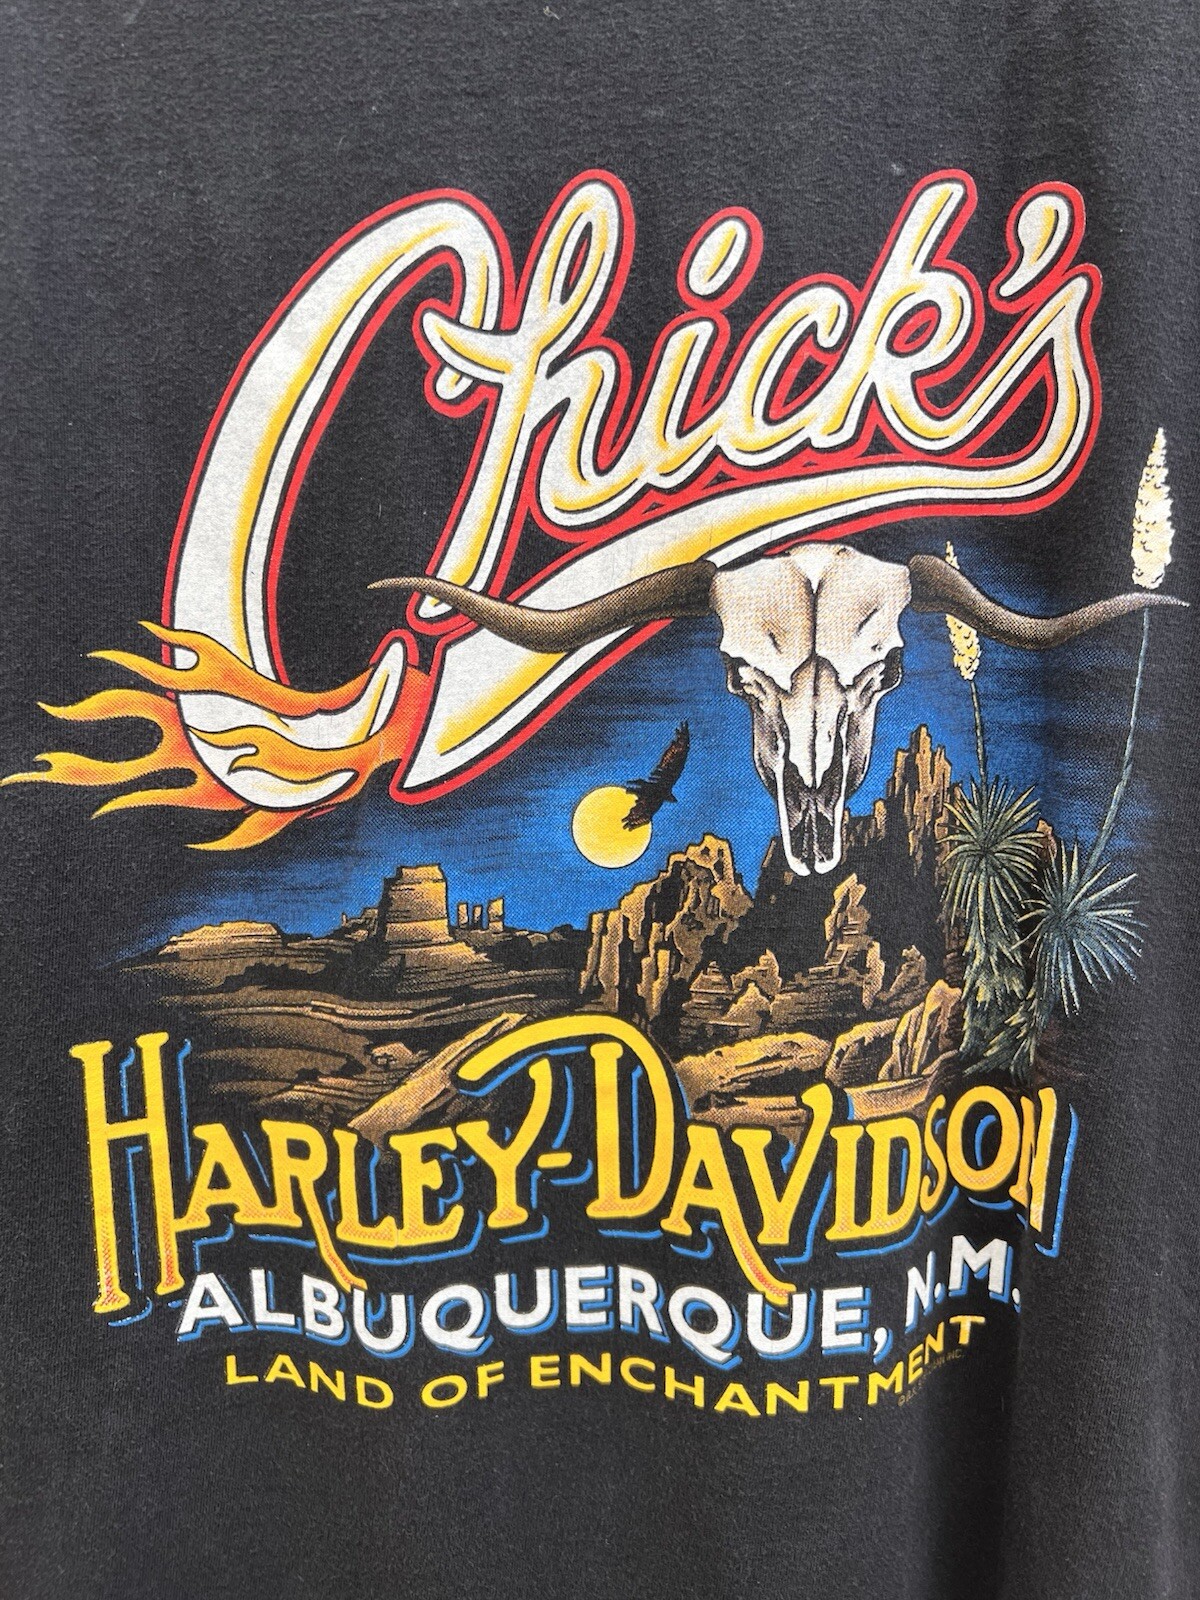 Chick's
HARLEY-DAVIDSON
ALBUQUERQUE, N.M.
LAND OF ENCHANTMENT